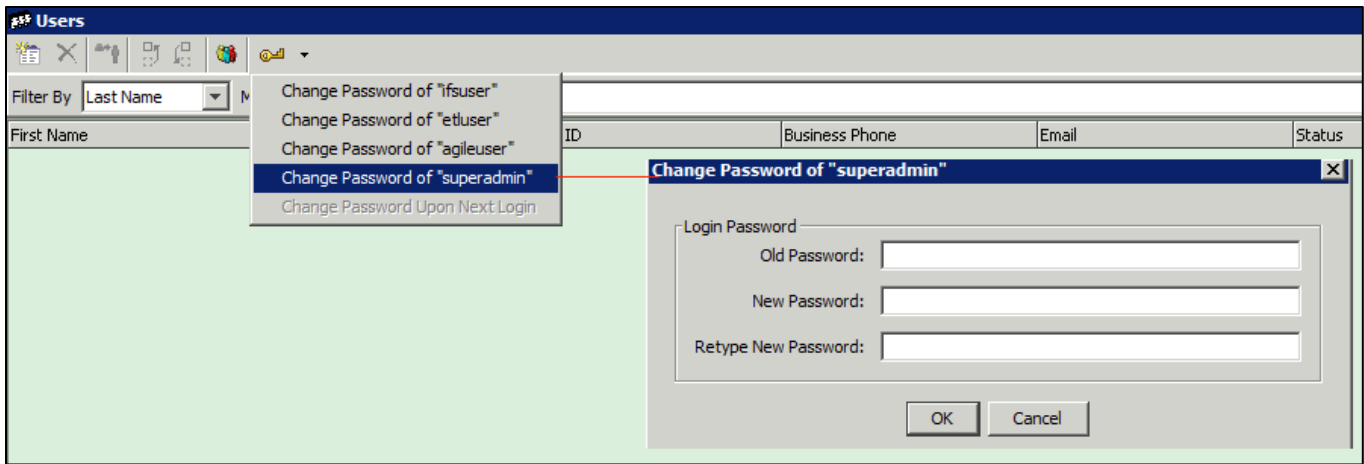 Users
Filter By Last Name
Change Password of "ifsuser"
Change Password of "etluser"
Change Password of "agileuser"
Change Password of "superadmin"
Change Password Upon Next Login
First Name ID Business Phone Email Status
Change Password of "superadmin"
Login Password
Old Password:
New Password:
Retype New Password:
OK Cancel